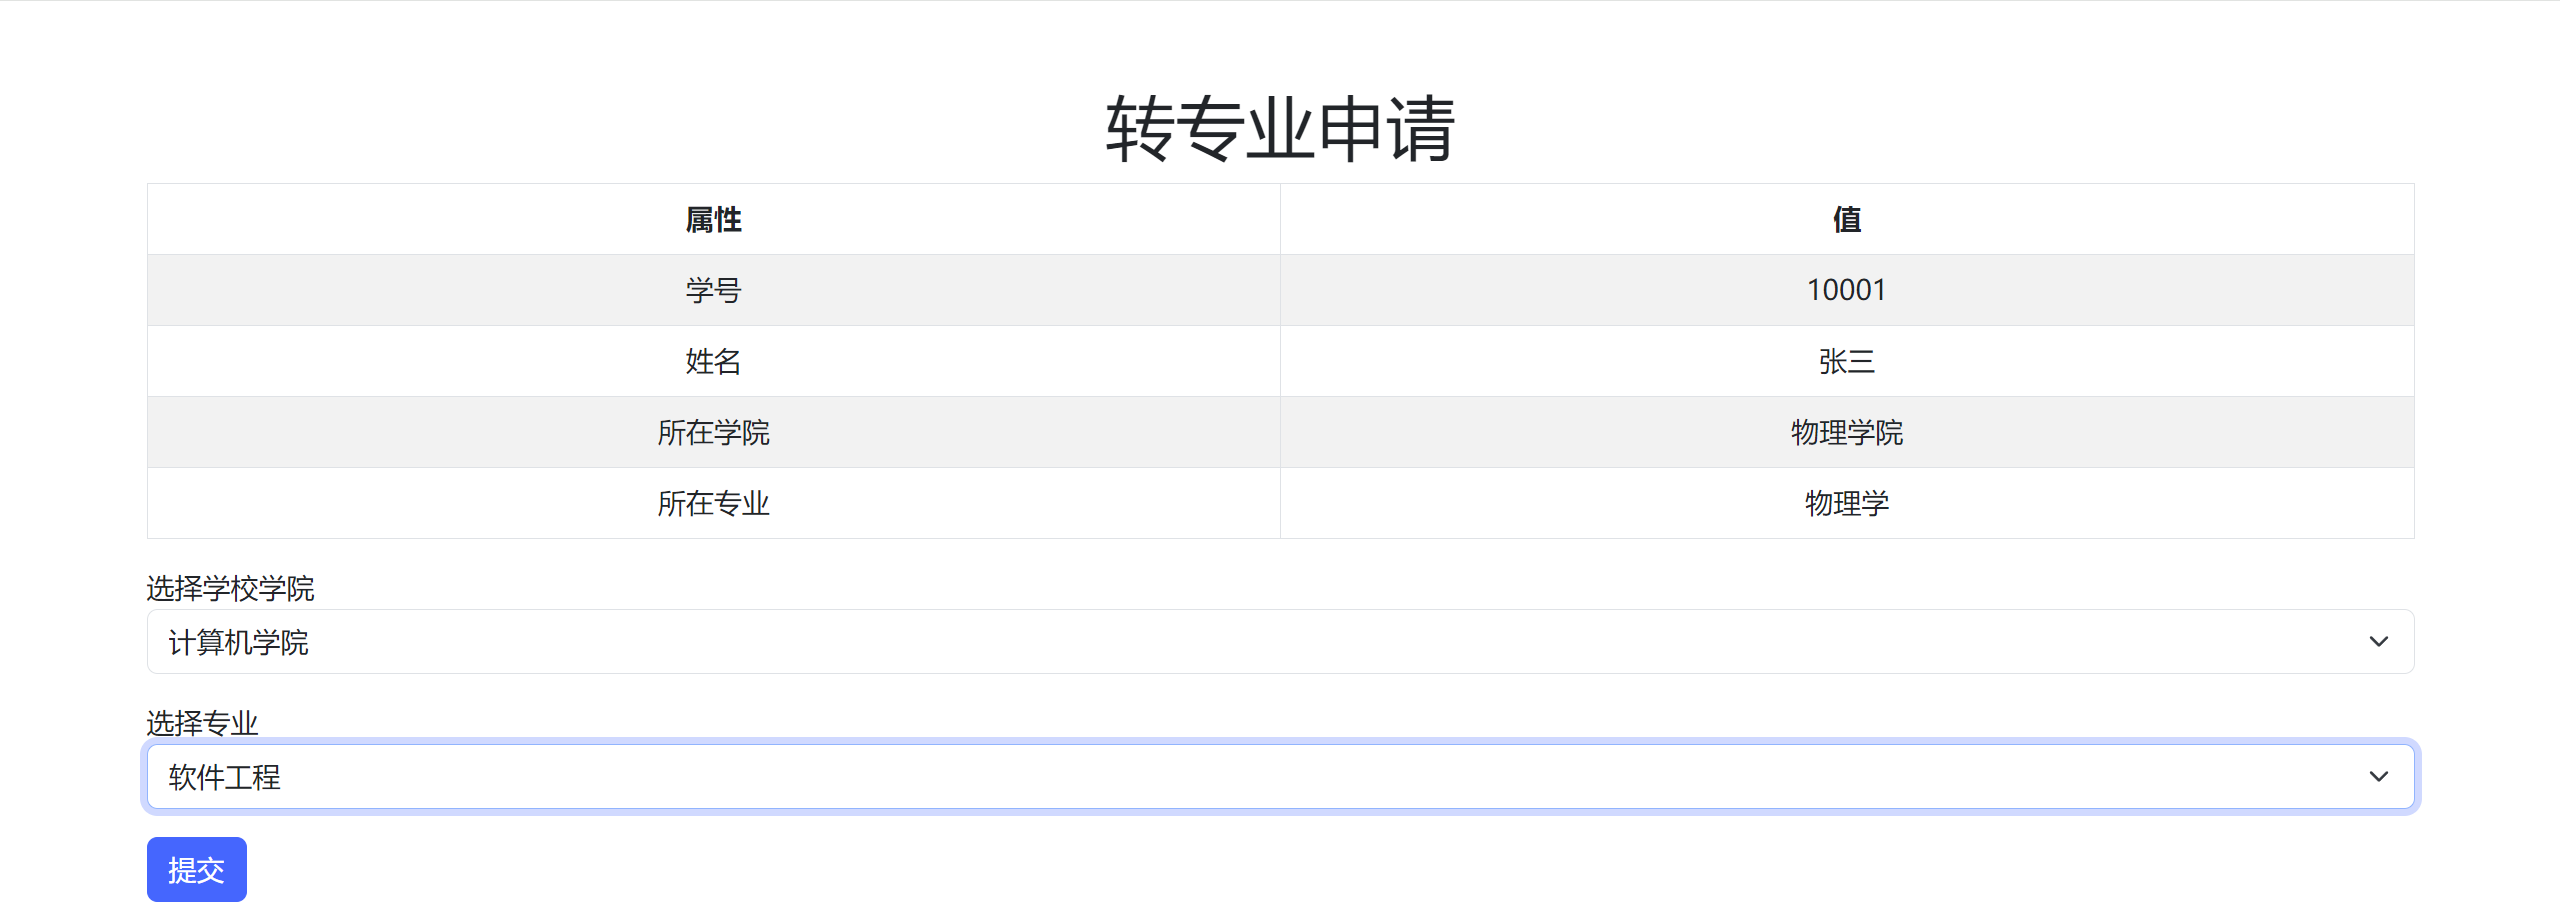 转专业申请
属性 值
学号 10001
姓名 张三
所在学院 物理学院
所在专业 物理学
选择学校学院
计算机学院
选择专业
软件工程
提交